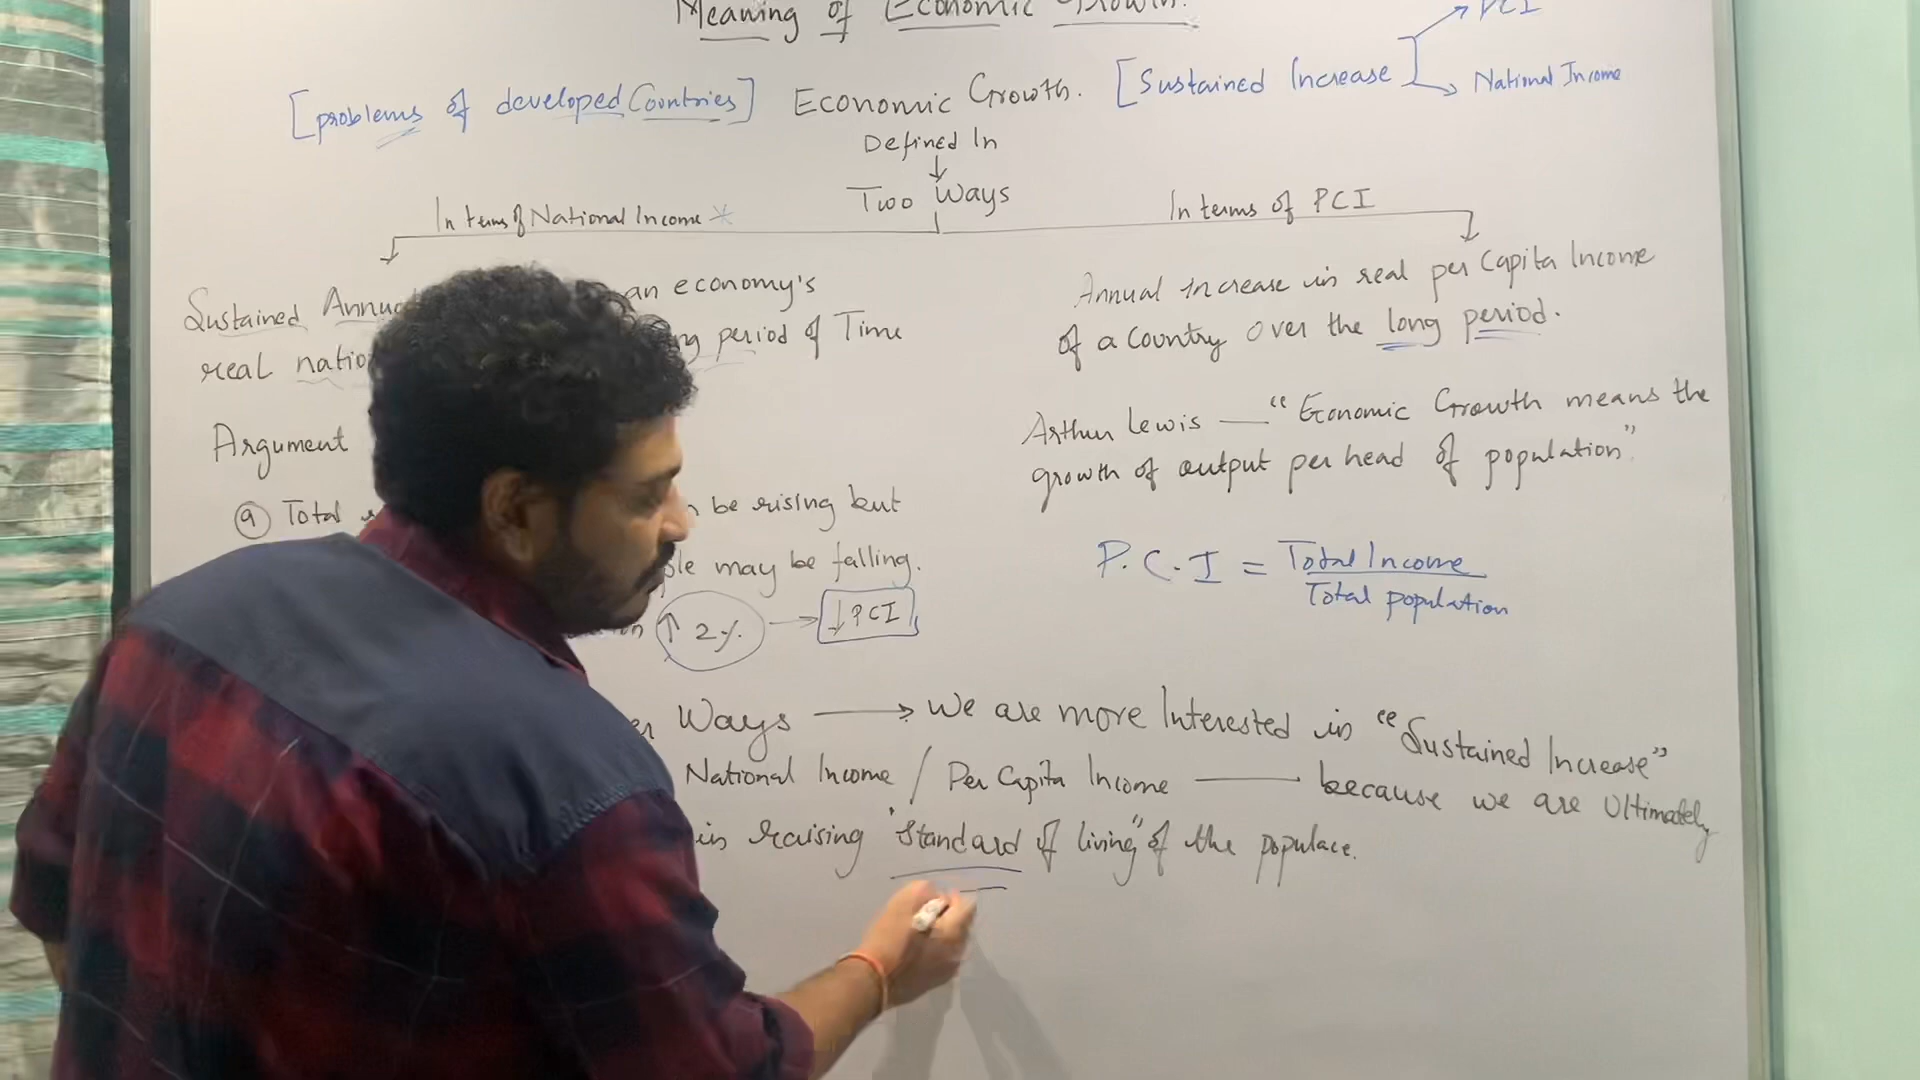 Meaning of Economic Growth.
[problems of developed Countries] Economic Growth. [Sustained Increase
PCI
National Income
Defined In
Two Ways
In terms of National Income
In terms of PCI
Sustained an economy's
real period of Time
Annual increase in real per Capita Income
of a Country over the long period.
Argument
Arthur Lewis — “Economic Growth means the
growth of output per head of population”
(a) Total be rising but
may be falling.
↑ 2% → ↓ PCI
P.C.I = Total Income
Total population
Ways → We are more Interested in “Sustained Increase”
National Income / Per Capita Income — because we are Ultimately
in raising "Standard of living" of the populace.